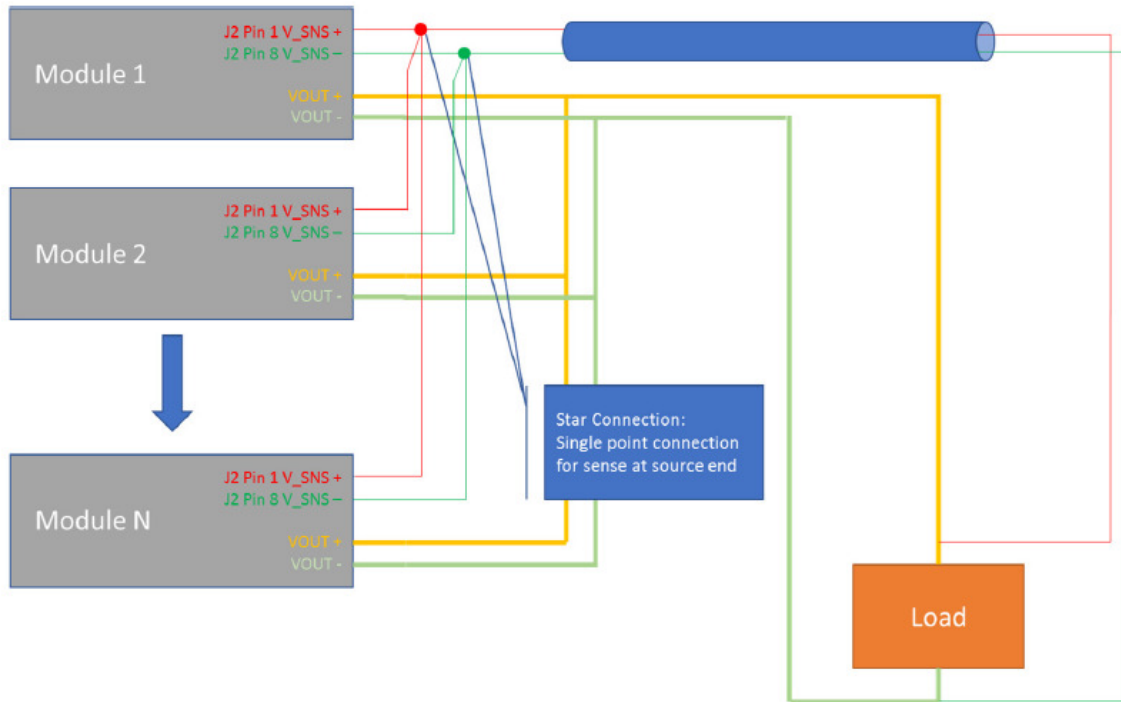 Module 1
J2 Pin 1 V_SNS +
J2 Pin 8 V_SNS –
VOUT +
VOUT -
Module 2
J2 Pin 1 V_SNS +
J2 Pin 8 V_SNS –
VOUT +
VOUT -
Star Connection:
Single point connection
for sense at source end
Module N
J2 Pin 1 V_SNS +
J2 Pin 8 V_SNS –
VOUT +
VOUT -
Load